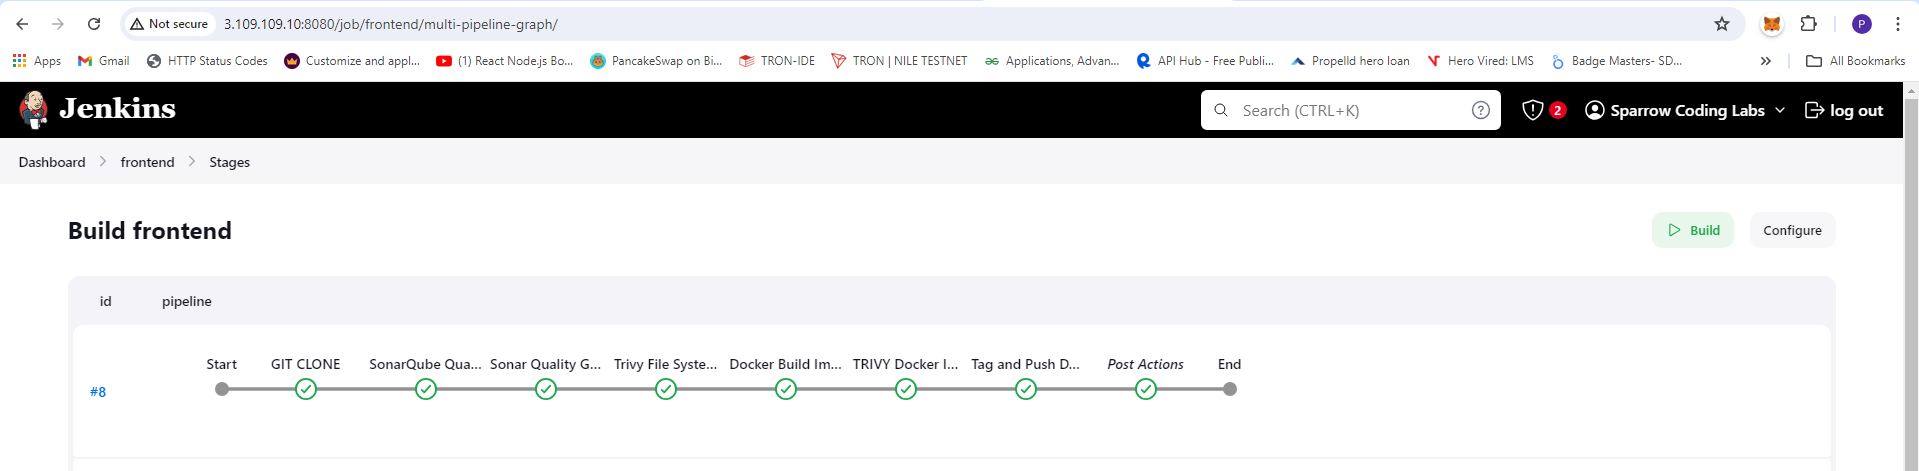 Not secure 3.109.109.10:8080/job/frontend/multi-pipeline-graph/ P
Apps Gmail HTTP Status Codes Customize and appl... (1) React Node.js Bo... PancakeSwap on Bi... TRON-IDE TRON | NILE TESTNET Applications, Advan... API Hub - Free Publi... Propelld hero loan Hero Vired: LMS Badge Masters- SD... » All Bookmarks
Jenkins Search (CTRL+K) ? 2 Sparrow Coding Labs log out
Dashboard frontend Stages
Build frontend Build Configure
id pipeline
Start GIT CLONE SonarQube Qua... Sonar Quality G... Trivy File Syste... Docker Build Im... TRIVY Docker I... Tag and Push D... Post Actions End
#8